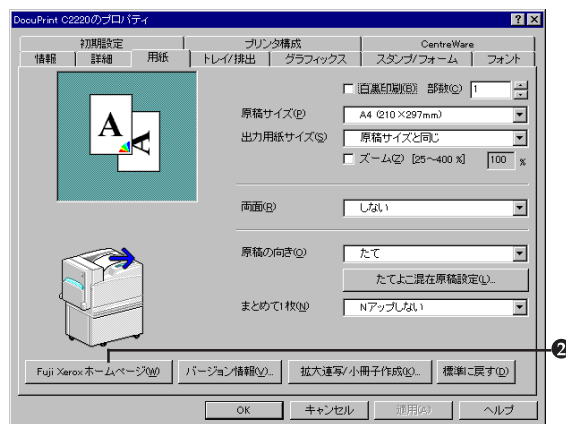 DocuPrint C2220のプロパティ
初期設定 プリンタ構成 CentreWare
情報 詳細 用紙 トレイ/排出 グラフィックス スタンプ/フォーム フォント
白黒印刷(B) 部数(C) 1
原稿サイズ(P) A4 (210×297mm)
出力用紙サイズ(S) 原稿サイズと同じ
ズーム(Z) [25～400 %] 100 %
両面(R) しない
原稿の向き(O) たて
たてよこ混在原稿設定(L)...
まとめて1枚(N) Nアップしない
A
A
❷
Fuji Xerox ホームページ(W) バージョン情報(V)... 拡大連写/小冊子作成(K)... 標準に戻す(D)
OK キャンセル 適用(A) ヘルプ